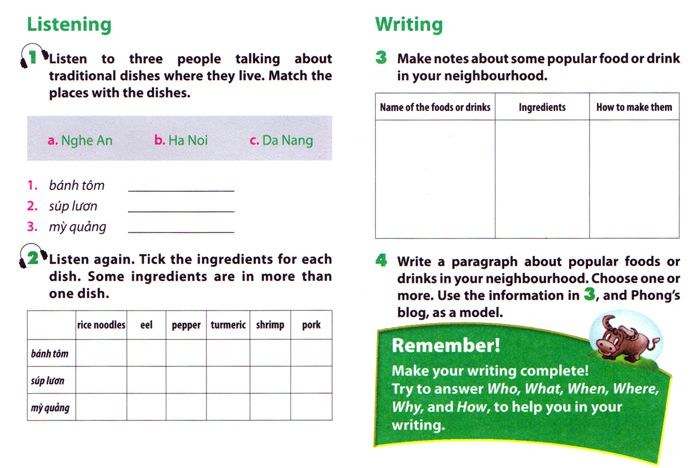 Listening
1 Listen to three people talking about
traditional dishes where they live. Match the
places with the dishes.
a. Nghe An b. Ha Noi c. Da Nang
1. bánh tôm ____________
2. súp lươn ____________
3. mỳ quảng ____________
2 Listen again. Tick the ingredients for each
dish. Some ingredients are in more than
one dish.
rice noodles eel pepper turmeric shrimp pork
bánh tôm
súp lươn
mỳ quảng
Writing
3 Make notes about some popular food or drink
in your neighbourhood.
Name of the foods or drinks Ingredients How to make them
4 Write a paragraph about popular foods or
drinks in your neighbourhood. Choose one or
more. Use the information in 3, and Phong's
blog, as a model.
Remember!
Make your writing complete!
Try to answer Who, What, When, Where,
Why, and How, to help you in your
writing.